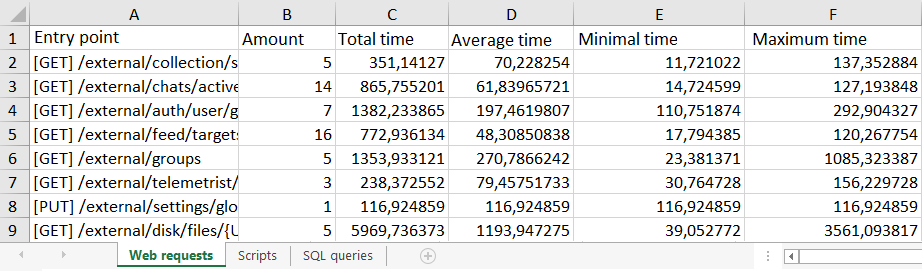 A B C D E F
1 Entry point Amount Total time Average time Minimal time Maximum time
2 [GET] /external/collection/s 5 351,14127 70,228254 11,721022 137,352884
3 [GET] /external/chats/active 14 865,755201 61,83965721 14,724599 127,193848
4 [GET] /external/auth/user/g 7 1382,233865 197,4619807 110,751874 292,904327
5 [GET] /external/feed/targets 16 772,936134 48,30850838 17,794385 120,267754
6 [GET] /external/groups 5 1353,933121 270,7866242 23,381371 1085,323387
7 [GET] /external/telemetrist/ 3 238,372552 79,45751733 30,764728 156,229728
8 [PUT] /external/settings/glo 1 116,924859 116,924859 116,924859 116,924859
9 [GET] /external/disk/files/{U 5 5969,736373 1193,947275 39,052772 3561,093817
Web requests Scripts SQL queries